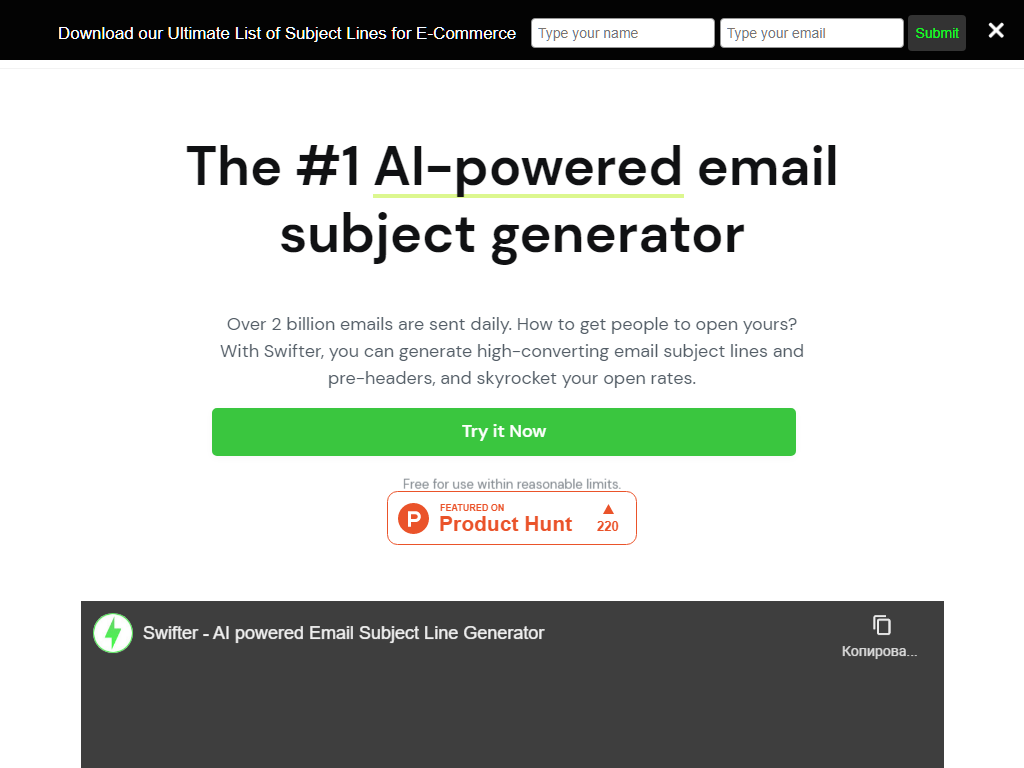 Download our Ultimate List of Subject Lines for E-Commerce Type your name Type your email Submit ×
The #1 AI-powered email
subject generator
Over 2 billion emails are sent daily. How to get people to open yours?
With Swifter, you can generate high-converting email subject lines and
pre-headers, and skyrocket your open rates.
Try it Now
Free for use within reasonable limits.
P FEATURED ON
Product Hunt
▲
220
Swifter - AI powered Email Subject Line Generator
Копирова...